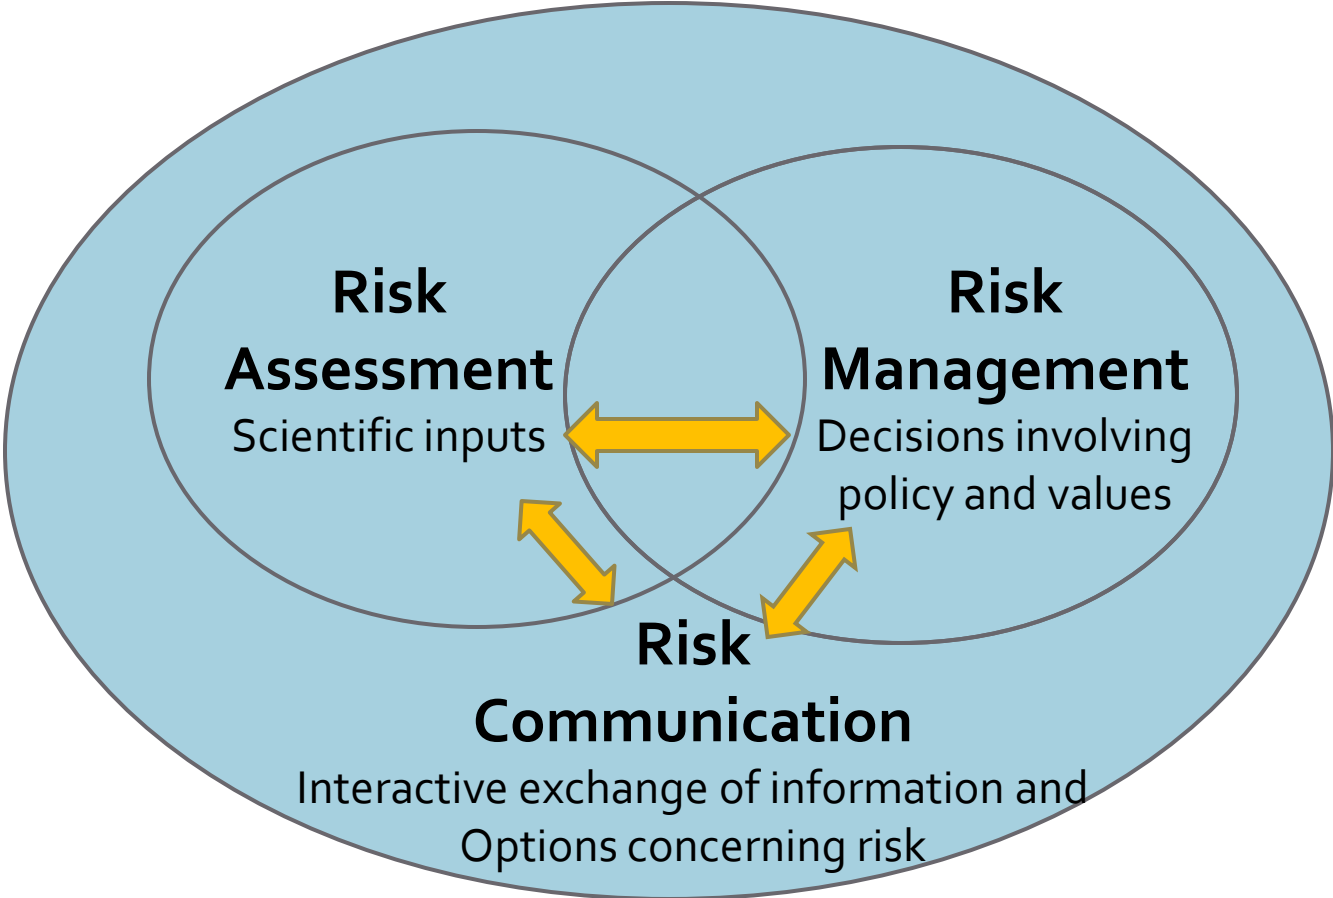 Risk
Assessment
Scientific inputs
Risk
Management
Decisions involving
policy and values
Risk
Communication
Interactive exchange of information and
Options concerning risk